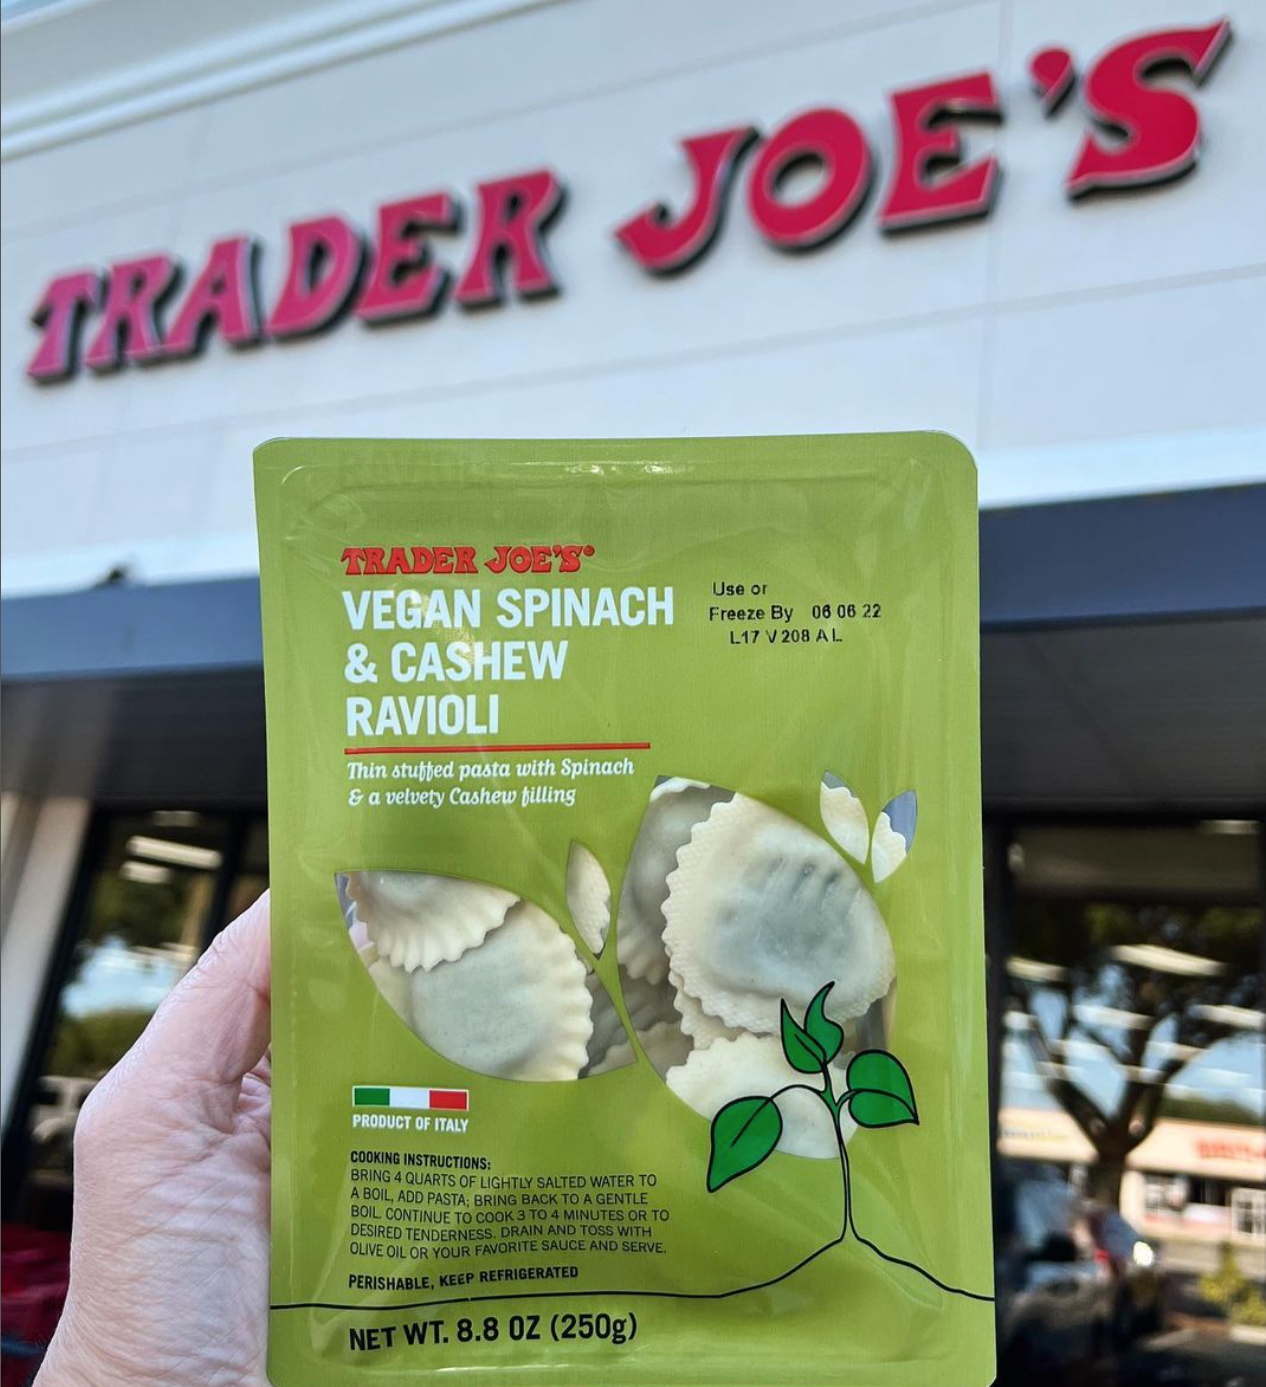 TRADER JOE'S
TRADER JOE'S®
VEGAN SPINACH
& CASHEW
RAVIOLI
Thin stuffed pasta with Spinach
& a velvety Cashew filling
Use or
Freeze By 06 06 22
L17 V 208 A L
PRODUCT OF ITALY
COOKING INSTRUCTIONS:
BRING 4 QUARTS OF LIGHTLY SALTED WATER TO
A BOIL, ADD PASTA; BRING BACK TO A GENTLE
BOIL. CONTINUE TO COOK 3 TO 4 MINUTES OR TO
DESIRED TENDERNESS. DRAIN AND TOSS WITH
OLIVE OIL OR YOUR FAVORITE SAUCE AND SERVE.
PERISHABLE, KEEP REFRIGERATED
NET WT. 8.8 OZ (250g)